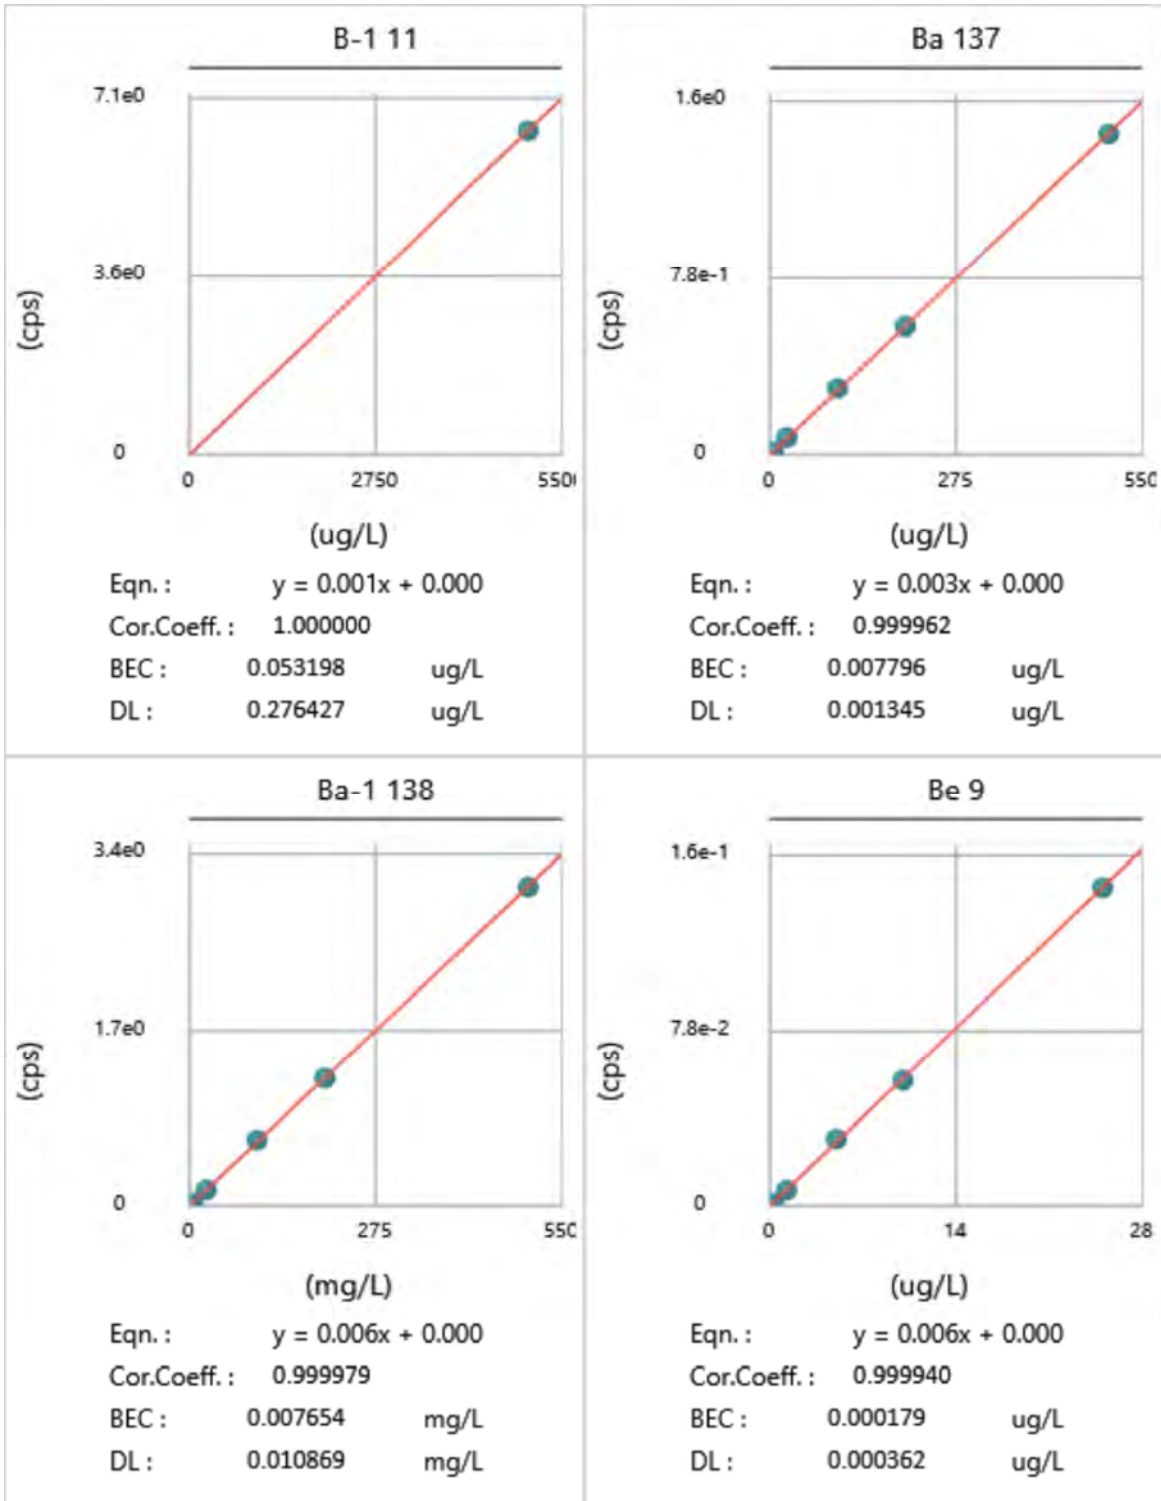 B-1 11
7.1e0
3.6e0
0
(cps)
0 2750 550
(ug/L)
Eqn. : y = 0.001x + 0.000
Cor.Coeff. : 1.000000
BEC : 0.053198 ug/L
DL : 0.276427 ug/L
Ba 137
1.6e0
7.8e-1
0
(cps)
0 275 550
(ug/L)
Eqn. : y = 0.003x + 0.000
Cor.Coeff. : 0.999962
BEC : 0.007796 ug/L
DL : 0.001345 ug/L
Ba-1 138
3.4e0
1.7e0
0
(cps)
0 275 550
(mg/L)
Eqn. : y = 0.006x + 0.000
Cor.Coeff. : 0.999979
BEC : 0.007654 mg/L
DL : 0.010869 mg/L
Be 9
1.6e-1
7.8e-2
0
(cps)
0 14 28
(ug/L)
Eqn. : y = 0.006x + 0.000
Cor.Coeff. : 0.999940
BEC : 0.000179 ug/L
DL : 0.000362 ug/L